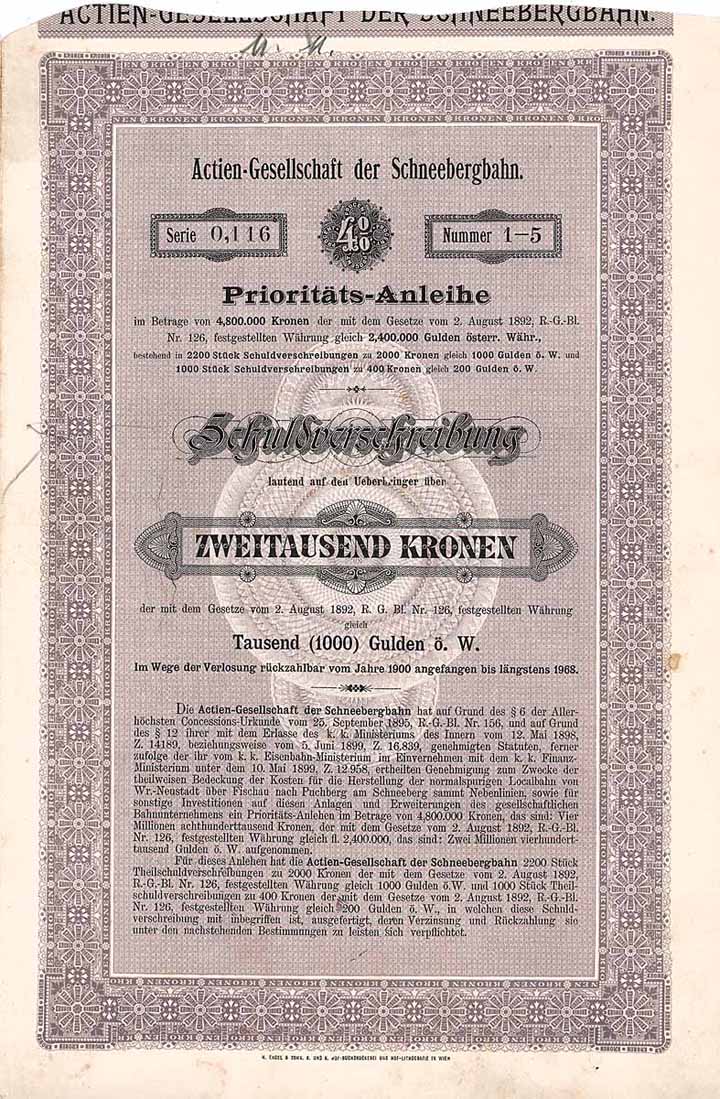 ACTIEN-GESELLSCHAFT DER SCHNEEBERGBAHN.
Actien-Gesellschaft der Schneebergbahn.
Serie 0,116
4%
Nummer 1-5
Prioritäts-Anleihe
im Betrage von 4,800.000 Kronen der mit dem Gesetze vom 2. August 1892, R.-G.-Bl.
Nr. 126, festgestellten Währung gleich 2,400.000 Gulden österr. Währ.,
bestehend in 2200 Stück Schuldverschreibungen zu 2000 Kronen gleich 1000 Gulden ö. W. und
1000 Stück Schuldverschreibungen zu 400 Kronen gleich 200 Gulden ö. W.
Schuldverschreibung
lautend auf den Ueberbringer über
ZWEITAUSEND KRONEN
der mit dem Gesetze vom 2. August 1892, R. G. Bl. Nr. 126, festgestellten Währung
gleich
Tausend (1000) Gulden ö. W.
Im Wege der Verlosung rückzahlbar vom Jahre 1900 angefangen bis längstens 1968.
Die Actien-Gesellschaft der Schneebergbahn hat auf Grund des § 6 der Aller-
höchsten Concessions-Urkunde vom 25. September 1895, R.-G.-Bl. Nr. 156, und auf Grund
des § 12 ihrer mit dem Erlasse des k. k. Ministeriums des Innern vom 12. Mai 1898,
Z. 14189, beziehungsweise vom 5. Juni 1899, Z. 16.839, genehmigten Statuten, ferner
zufolge der ihr vom k. k. Eisenbahn-Ministerium im Einvernehmen mit dem k. k. Finanz-
Ministerium unter dem 10. Mai 1899, Z. 12.958, ertheilten Genehmigung zum Zwecke der
theilweisen Bedeckung der Kosten für die Herstellung der normalspurigen Localbahn von
Wr.-Neustadt über Fischau nach Puchberg am Schneeberg sammt Nebenlinien, sowie für
sonstige Investitionen auf diesen Anlagen und Erweiterungen des gesellschaftlichen
Bahnunternehmens ein Prioritäts-Anlehen im Betrage von 4,800.000 Kronen, das sind: Vier
Millionen achthunderttausend Kronen, der mit dem Gesetze vom 2. August 1892, R.-G.-Bl.
Nr. 126, festgestellten Währung gleich fl. 2,400.000, das sind: Zwei Millionen vierhundert-
tausend Gulden ö. W. aufgenommen.
Für dieses Anlehen hat die Actien-Gesellschaft der Schneebergbahn 2200 Stück
Theilschuldverschreibungen zu 2000 Kronen der mit dem Gesetze vom 2. August 1892,
R.-G.-Bl. Nr. 126, festgestellten Währung gleich 1000 Gulden ö.W. und 1000 Stück Theil-
schuldverschreibungen zu 400 Kronen der mit dem Gesetze vom 2. August 1892, R.-G.-Bl.
Nr. 126, festgestellten Währung gleich 200 Gulden ö. W., in welchen diese Schuld-
verschreibung mit inbegriffen ist, ausgefertigt, deren Verzinsung und Rückzahlung sie
unter den nachstehenden Bestimmungen zu leisten sich verpflichtet.